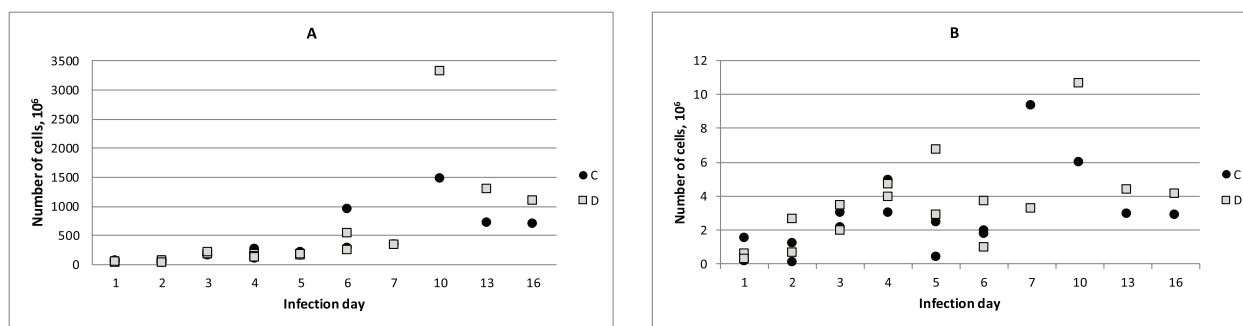 A
Number of cells, 10⁶
3500
3000
2500
2000
1500
1000
500
0
1 2 3 4 5 6 7 10 13 16
Infection day
C
D
B
Number of cells, 10⁶
12
10
8
6
4
2
0
1 2 3 4 5 6 7 10 13 16
Infection day
C
D